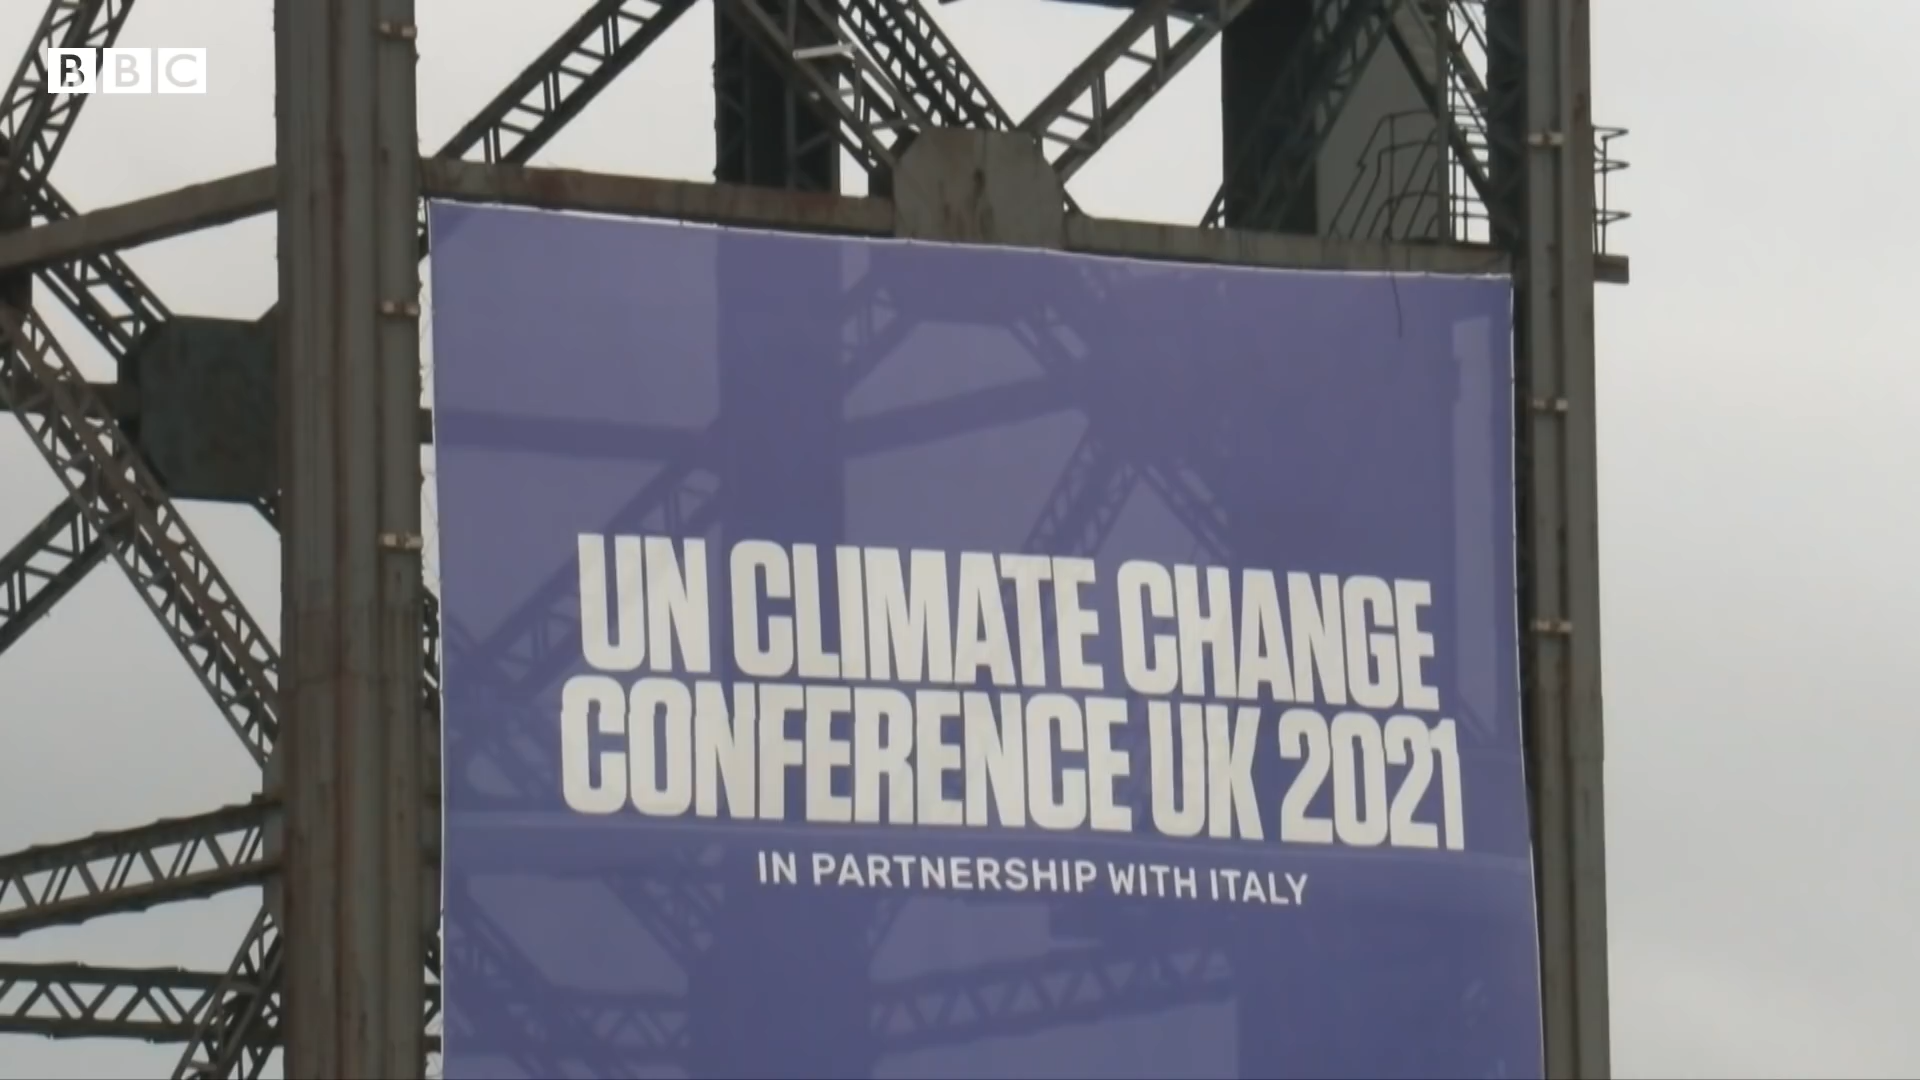 BBC
UN CLIMATE CHANGE
CONFERENCE UK 2021
IN PARTNERSHIP WITH ITALY